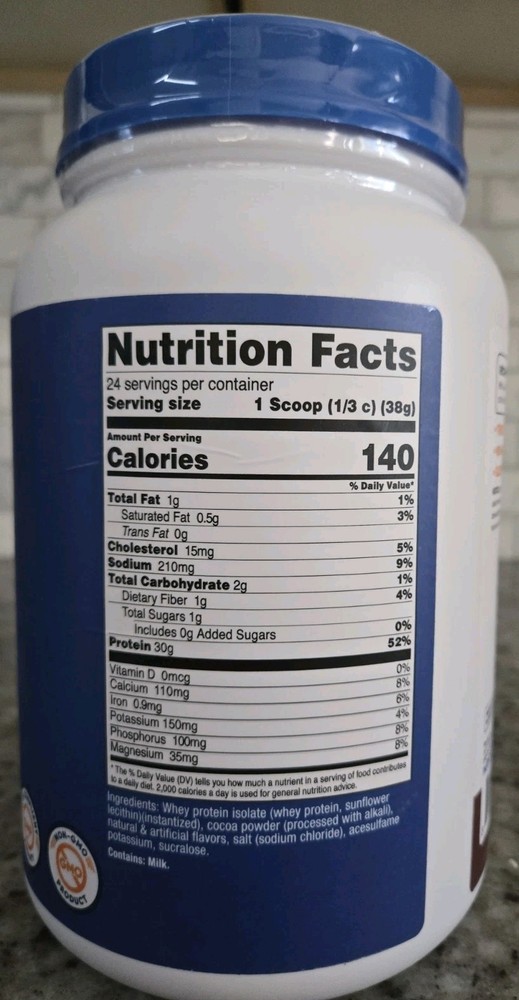 Nutrition Facts
24 servings per container
Serving size 1 Scoop (1/3 c) (38g)
Amount Per Serving
Calories 140
% Daily Value*
Total Fat 1g 1%
Saturated Fat 0.5g 3%
Trans Fat 0g
Cholesterol 15mg 5%
Sodium 210mg 9%
Total Carbohydrate 2g 1%
Dietary Fiber 1g 4%
Total Sugars 1g
Includes 0g Added Sugars 0%
Protein 30g 52%
Vitamin D 0mcg 0%
Calcium 110mg 8%
Iron 0.9mg 6%
Potassium 150mg 4%
Phosphorus 100mg 8%
Magnesium 35mg 8%
*The % Daily Value (DV) tells you how much a nutrient in a serving of food contributes
to a daily diet. 2,000 calories a day is used for general nutrition advice.
Ingredients: Whey protein isolate (whey protein, sunflower
lecithin)(instantized), cocoa powder (processed with alkali),
natural & artificial flavors, salt (sodium chloride), acesulfame
potassium, sucralose.
Contains: Milk.
NON-GMO
GMO
PRODUCT